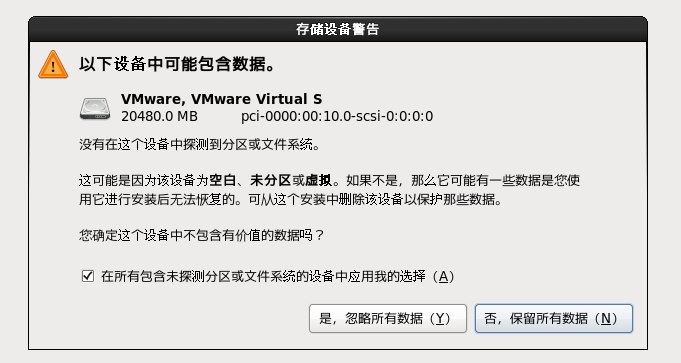 存储设备警告
以下设备中可能包含数据。
VMware, VMware Virtual S
20480.0 MB pci-0000:00:10.0-scsi-0:0:0:0
没有在这个设备中探测到分区或文件系统。
这可能是因为该设备为空白、未分区或虚拟。如果不是，那么它可能有一些数据是您使
用它进行安装后无法恢复的。可从这个安装中删除该设备以保护那些数据。
您确定这个设备中不包含有价值的数据吗？
在所有包含未探测分区或文件系统的设备中应用我的选择（A）
是，忽略所有数据（Y） 否，保留所有数据（N）